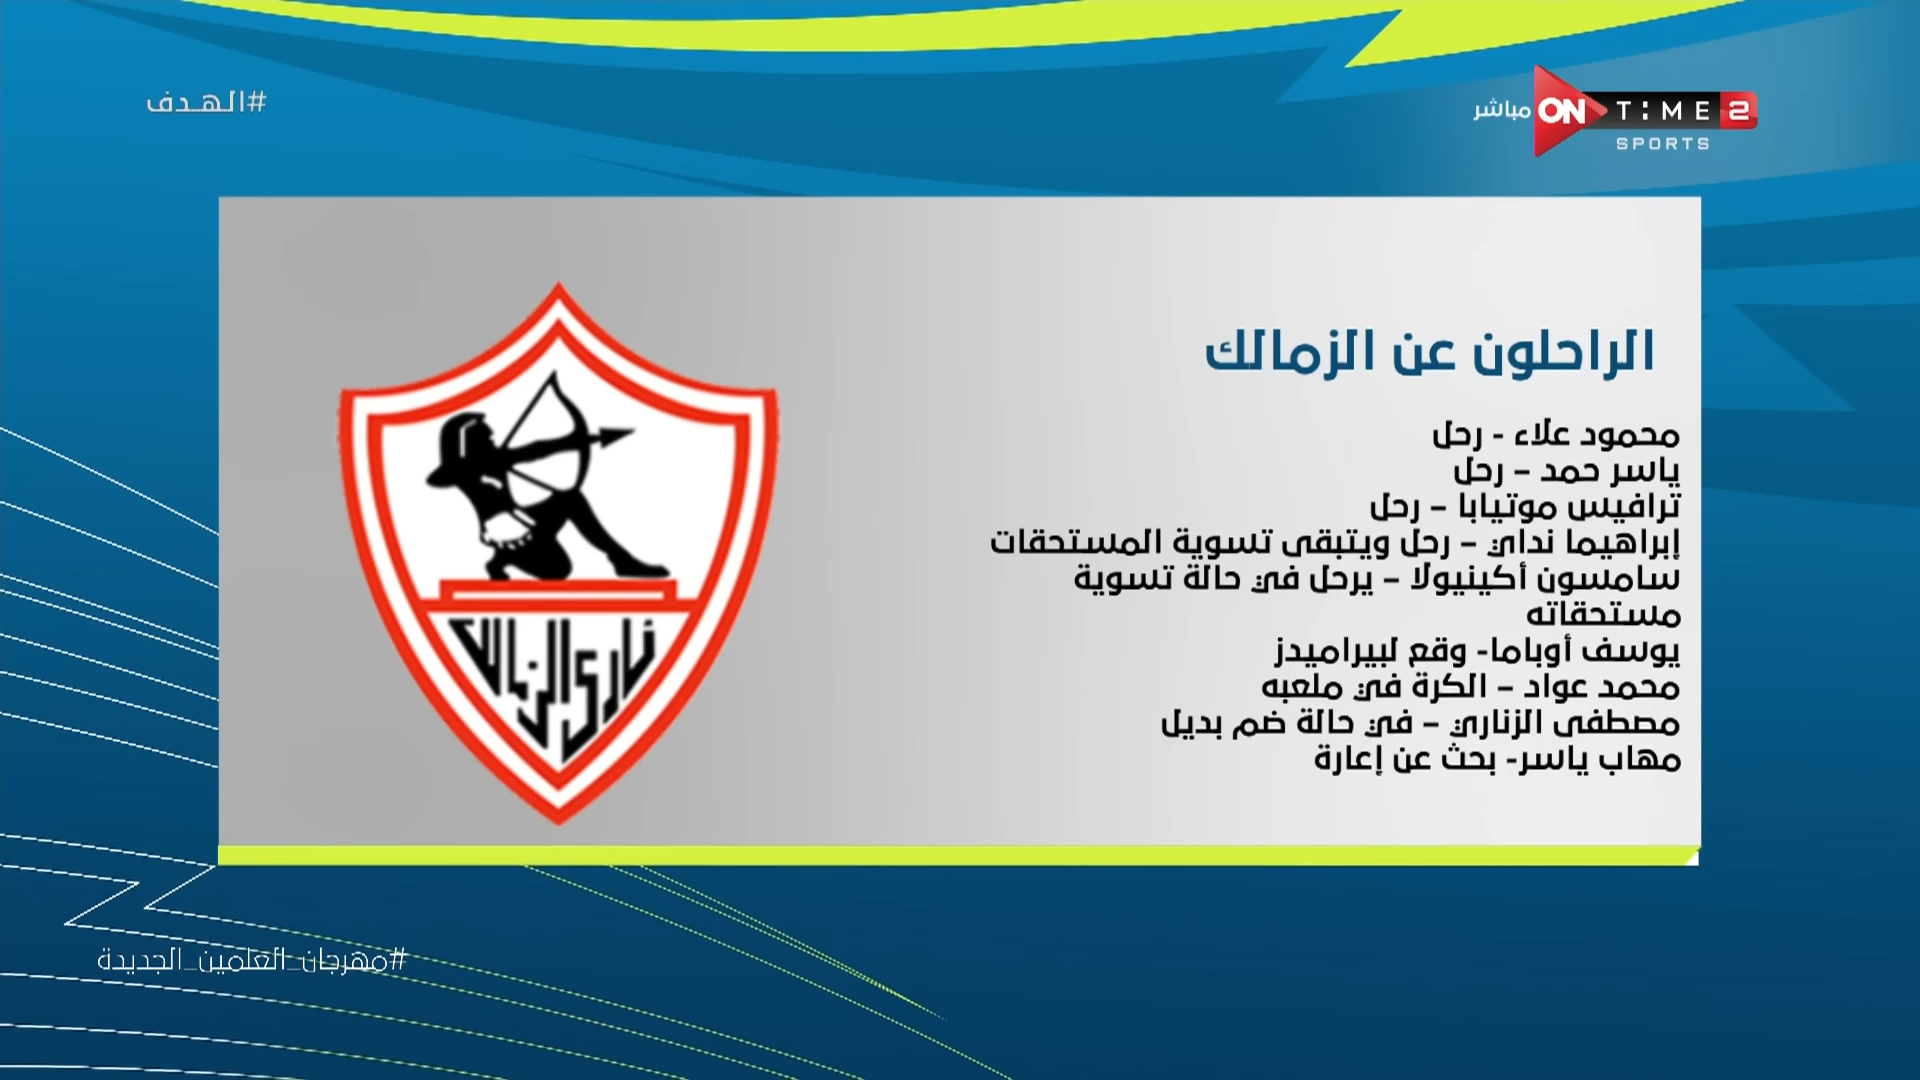 #الهدف
مباشر ON TIME 2
SPORTS
الراحلون عن الزمالك
محمود علاء - رحل
ياسر حمد – رحل
ترافيس موتيابا – رحل
إبراهيما نداي – رحل ويتبقى تسوية المستحقات
سامسون أكينيولا – يرحل في حالة تسوية
مستحقاته
يوسف أوباما- وقع لبيراميدز
محمد عواد – الكرة في ملعبه
مصطفى الزناري – في حالة ضم بديل
مهاب ياسر- بحث عن إعارة
نادى الزمالك
#مهرجان_العلمين_الجديدة